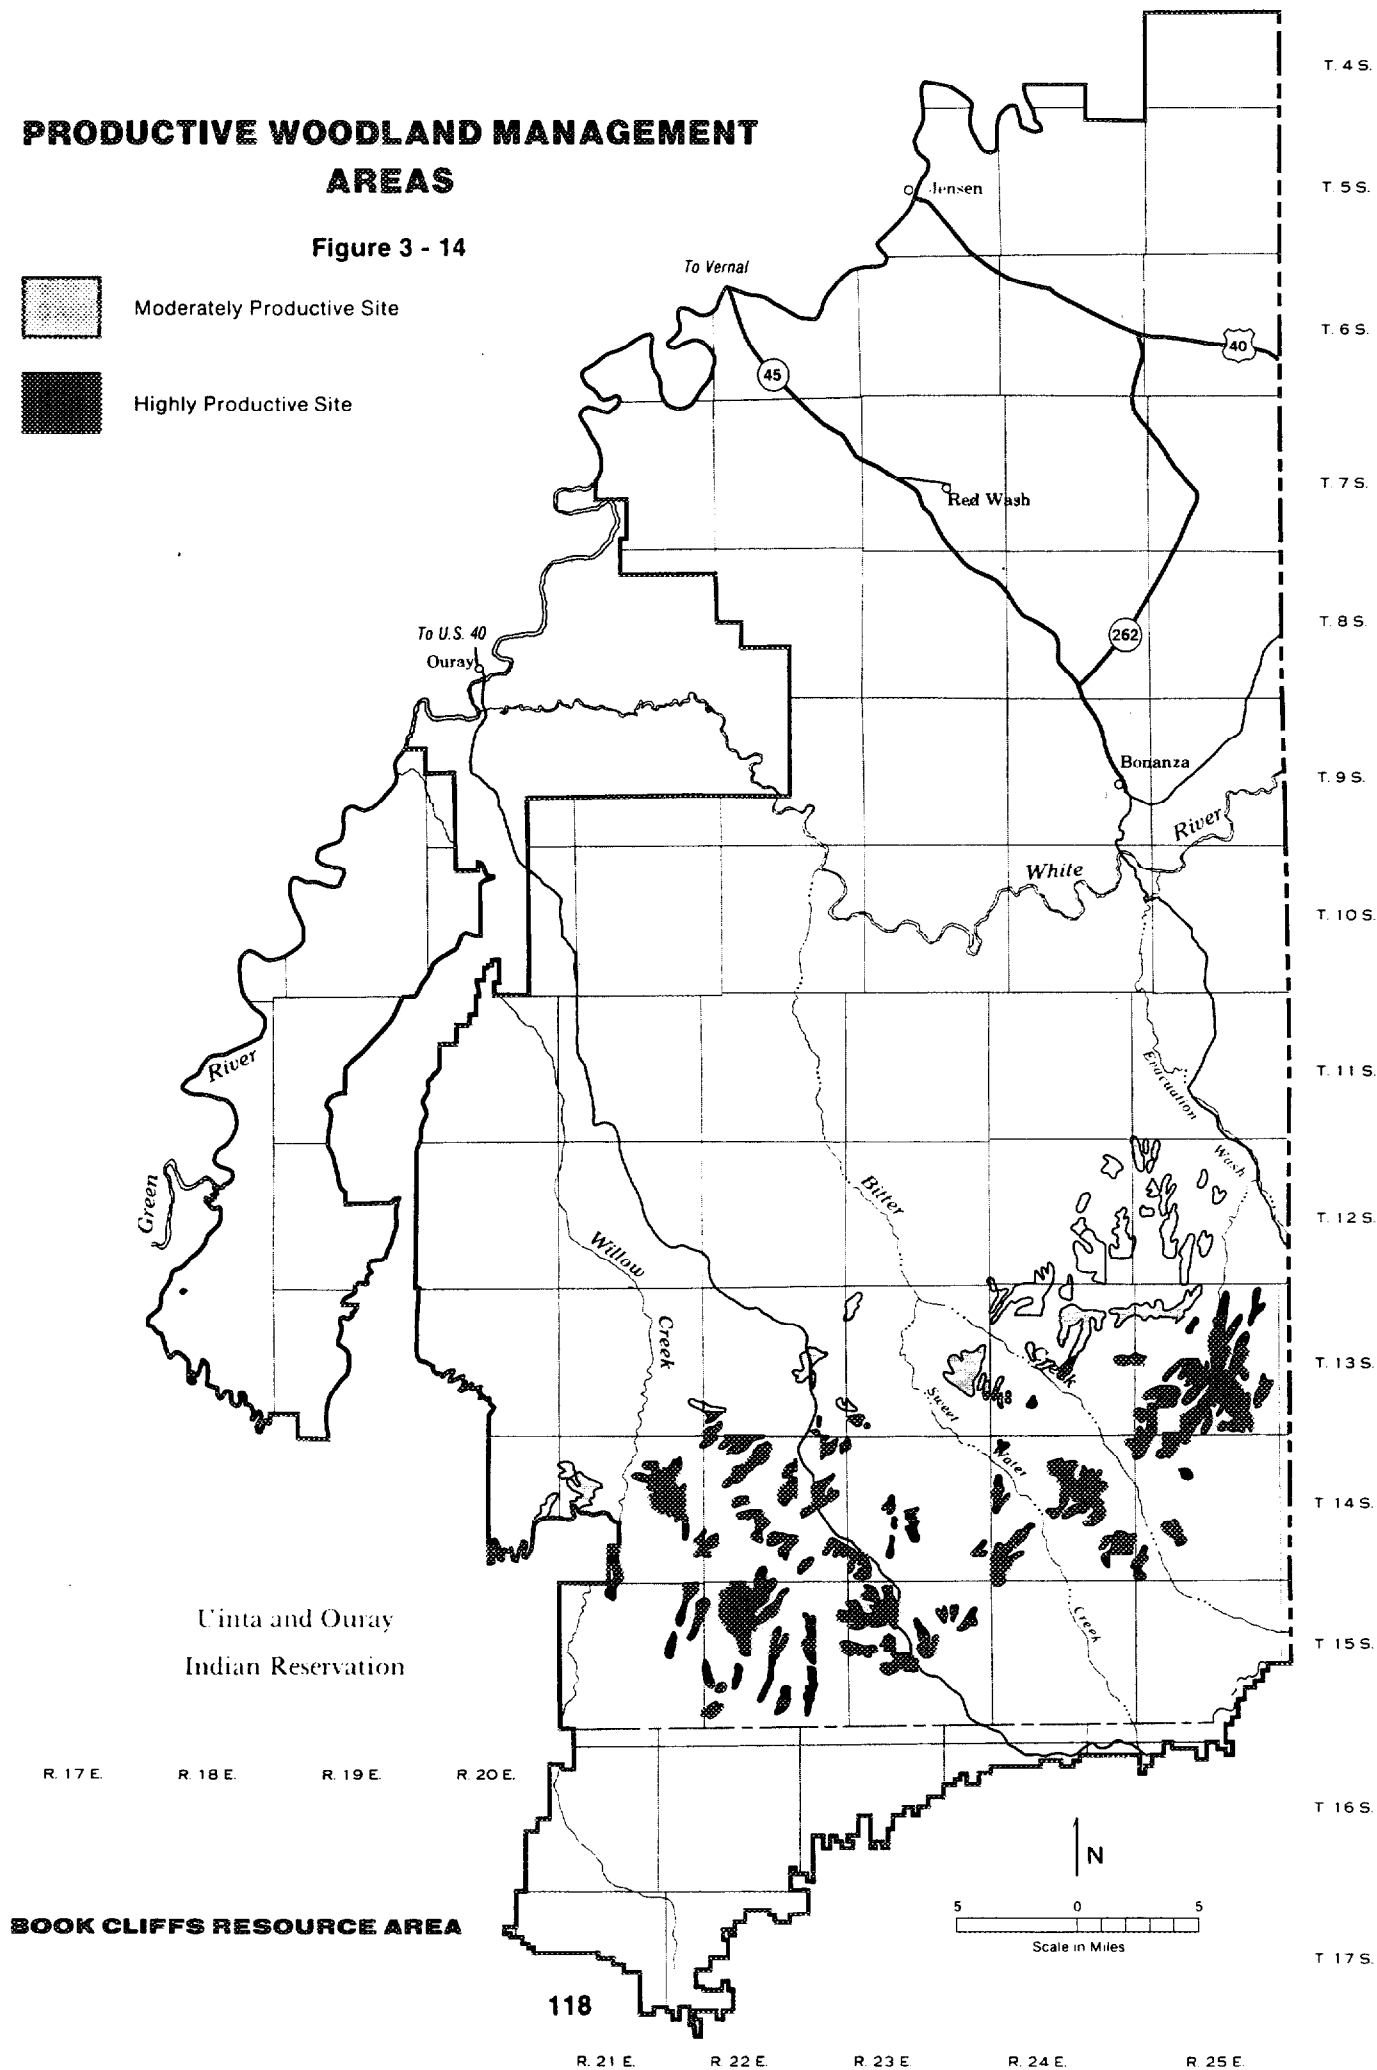 PRODUCTIVE WOODLAND MANAGEMENT
AREAS
Figure 3 - 14
Moderately Productive Site
Highly Productive Site
T. 4 S.
Jensen
T. 5 S.
To Vernal
T. 6 S.
40
45
T. 7 S.
Red Wash
T. 8 S.
To U.S. 40
262
Ouray
Bonanza
T. 9 S.
River
White
T. 10 S.
River
Evacuation
T. 11 S.
Wash
Green
Bitter
T. 12 S.
Willow
Creek
Creek
T. 13 S.
Sweet
Water
T 14 S.
Creek
Uinta and Ouray
Indian Reservation
T 15 S.
R. 17 E. R. 18 E. R. 19 E. R. 20 E.
T 16 S.
N
5 0 5
Scale in Miles
BOOK CLIFFS RESOURCE AREA
T 17 S.
118
R. 21 E. R. 22 E. R. 23 E. R. 24 E. R. 25 E.